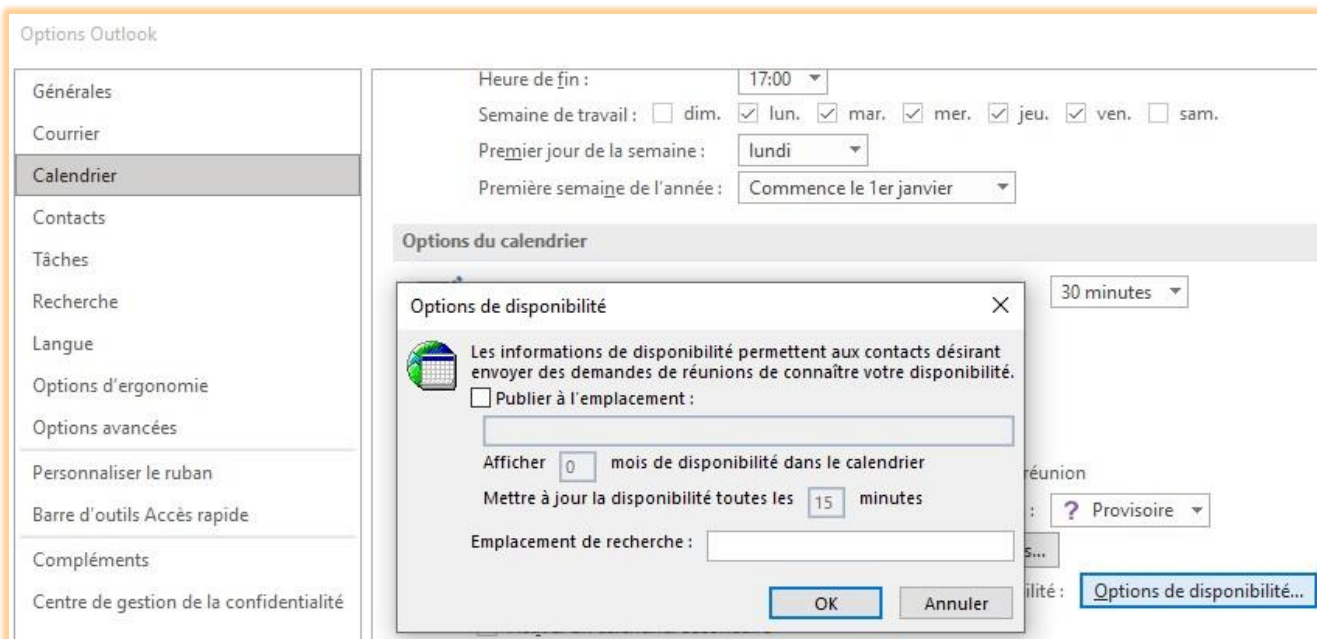 Options Outlook
Générales
Courrier
Calendrier
Contacts
Tâches
Recherche
Langue
Options d'ergonomie
Options avancées
Personnaliser le ruban
Barre d'outils Accès rapide
Compléments
Centre de gestion de la confidentialité
Heure de fin : 17:00
Semaine de travail : dim. lun. mar. mer. jeu. ven. sam.
Premier jour de la semaine : lundi
Première semaine de l'année : Commence le 1er janvier
Options du calendrier
30 minutes
Options de disponibilité
Les informations de disponibilité permettent aux contacts désirant
envoyer des demandes de réunions de connaître votre disponibilité.
Publier à l'emplacement :
Afficher 0 mois de disponibilité dans le calendrier
Mettre à jour la disponibilité toutes les 15 minutes
Emplacement de recherche :
OK Annuler
réunion
: ? Provisoire
s...
ilité : Options de disponibilité...